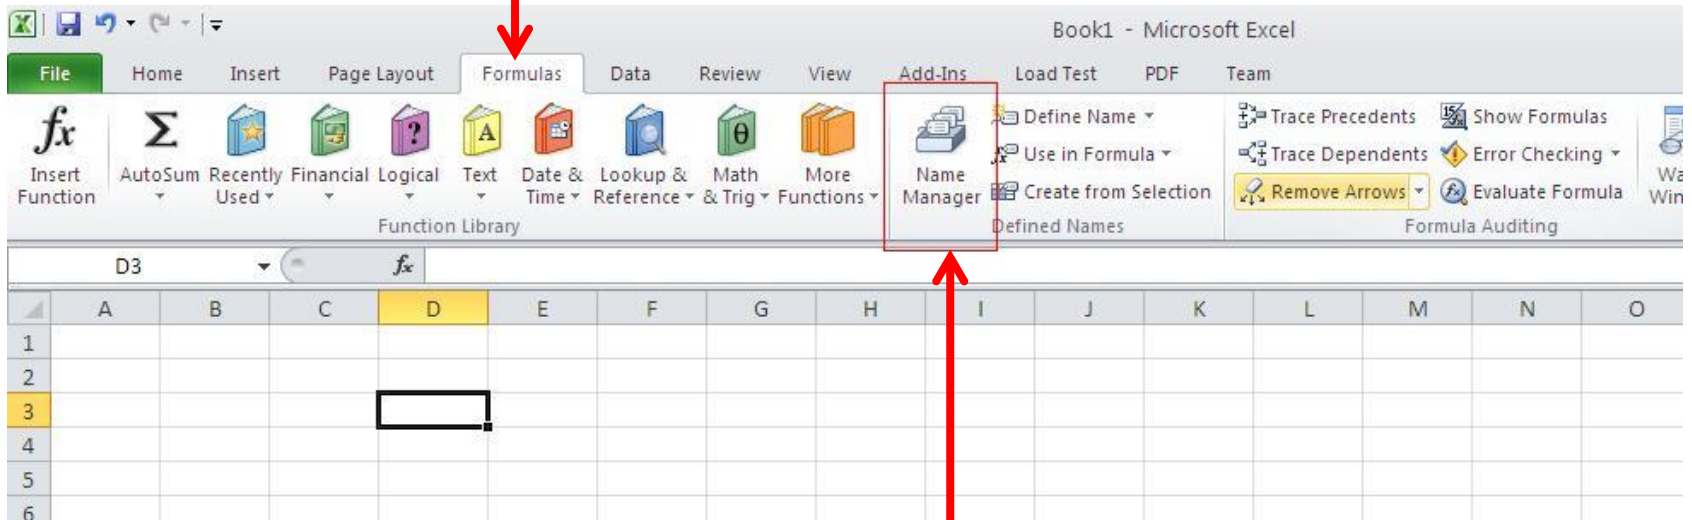 Book1 - Microsoft Excel
File Home Insert Page Layout Formulas Data Review View Add-Ins Load Test PDF Team
fx Σ ? A θ Define Name Trace Precedents Show Formulas
Use in Formula Trace Dependents Error Checking
Insert AutoSum Recently Financial Logical Text Date & Lookup & Math More Name
Function Used Time Reference & Trig Functions Manager Create from Selection Remove Arrows Evaluate Formula
Function Library Defined Names Formula Auditing
D3 fx
A B C D E F G H I J K L M N O
1
2
3
4
5
6